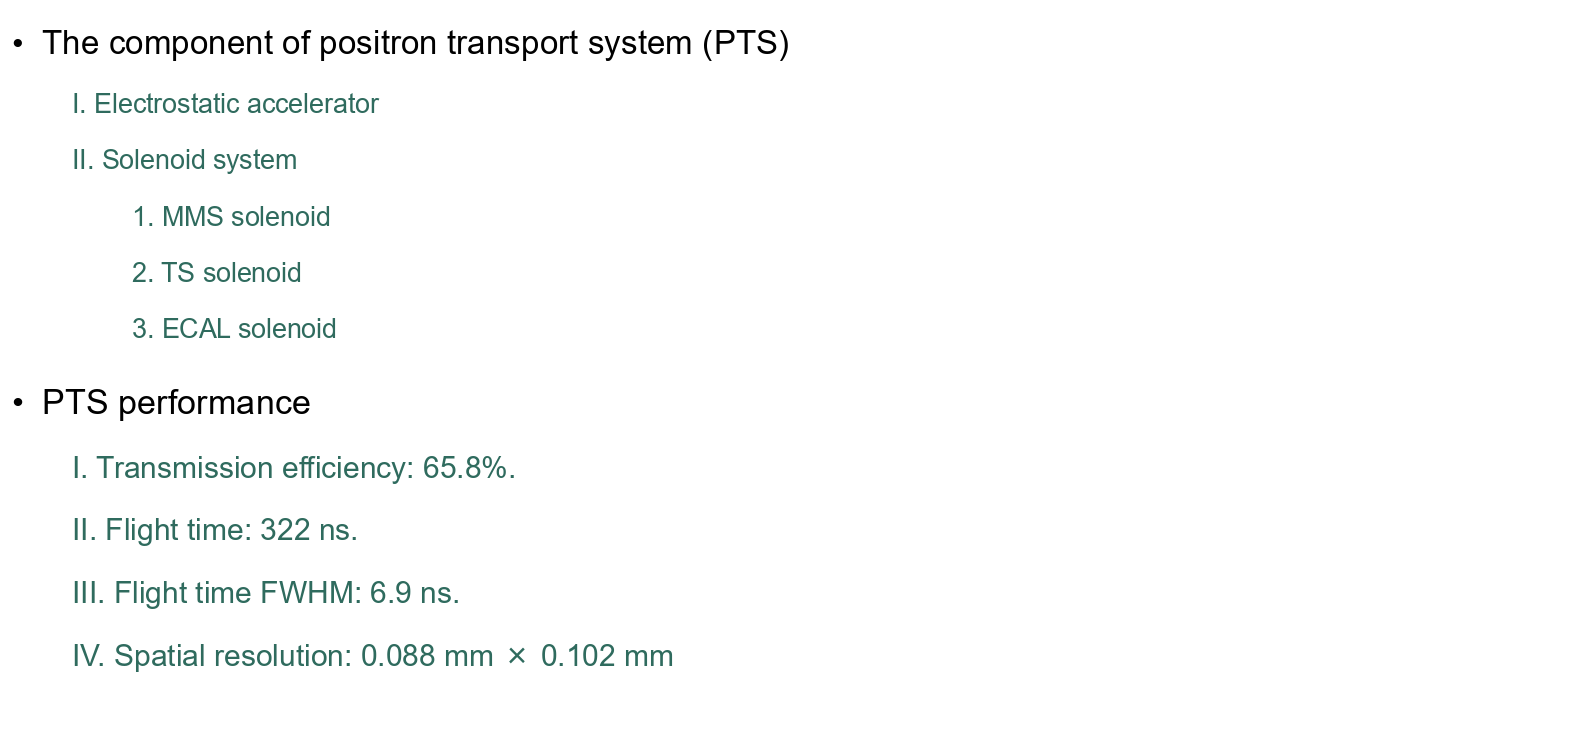 • The component of positron transport system (PTS)
I. Electrostatic accelerator
II. Solenoid system
1. MMS solenoid
2. TS solenoid
3. ECAL solenoid
• PTS performance
I. Transmission efficiency: 65.8%.
II. Flight time: 322 ns.
III. Flight time FWHM: 6.9 ns.
IV. Spatial resolution: 0.088 mm × 0.102 mm